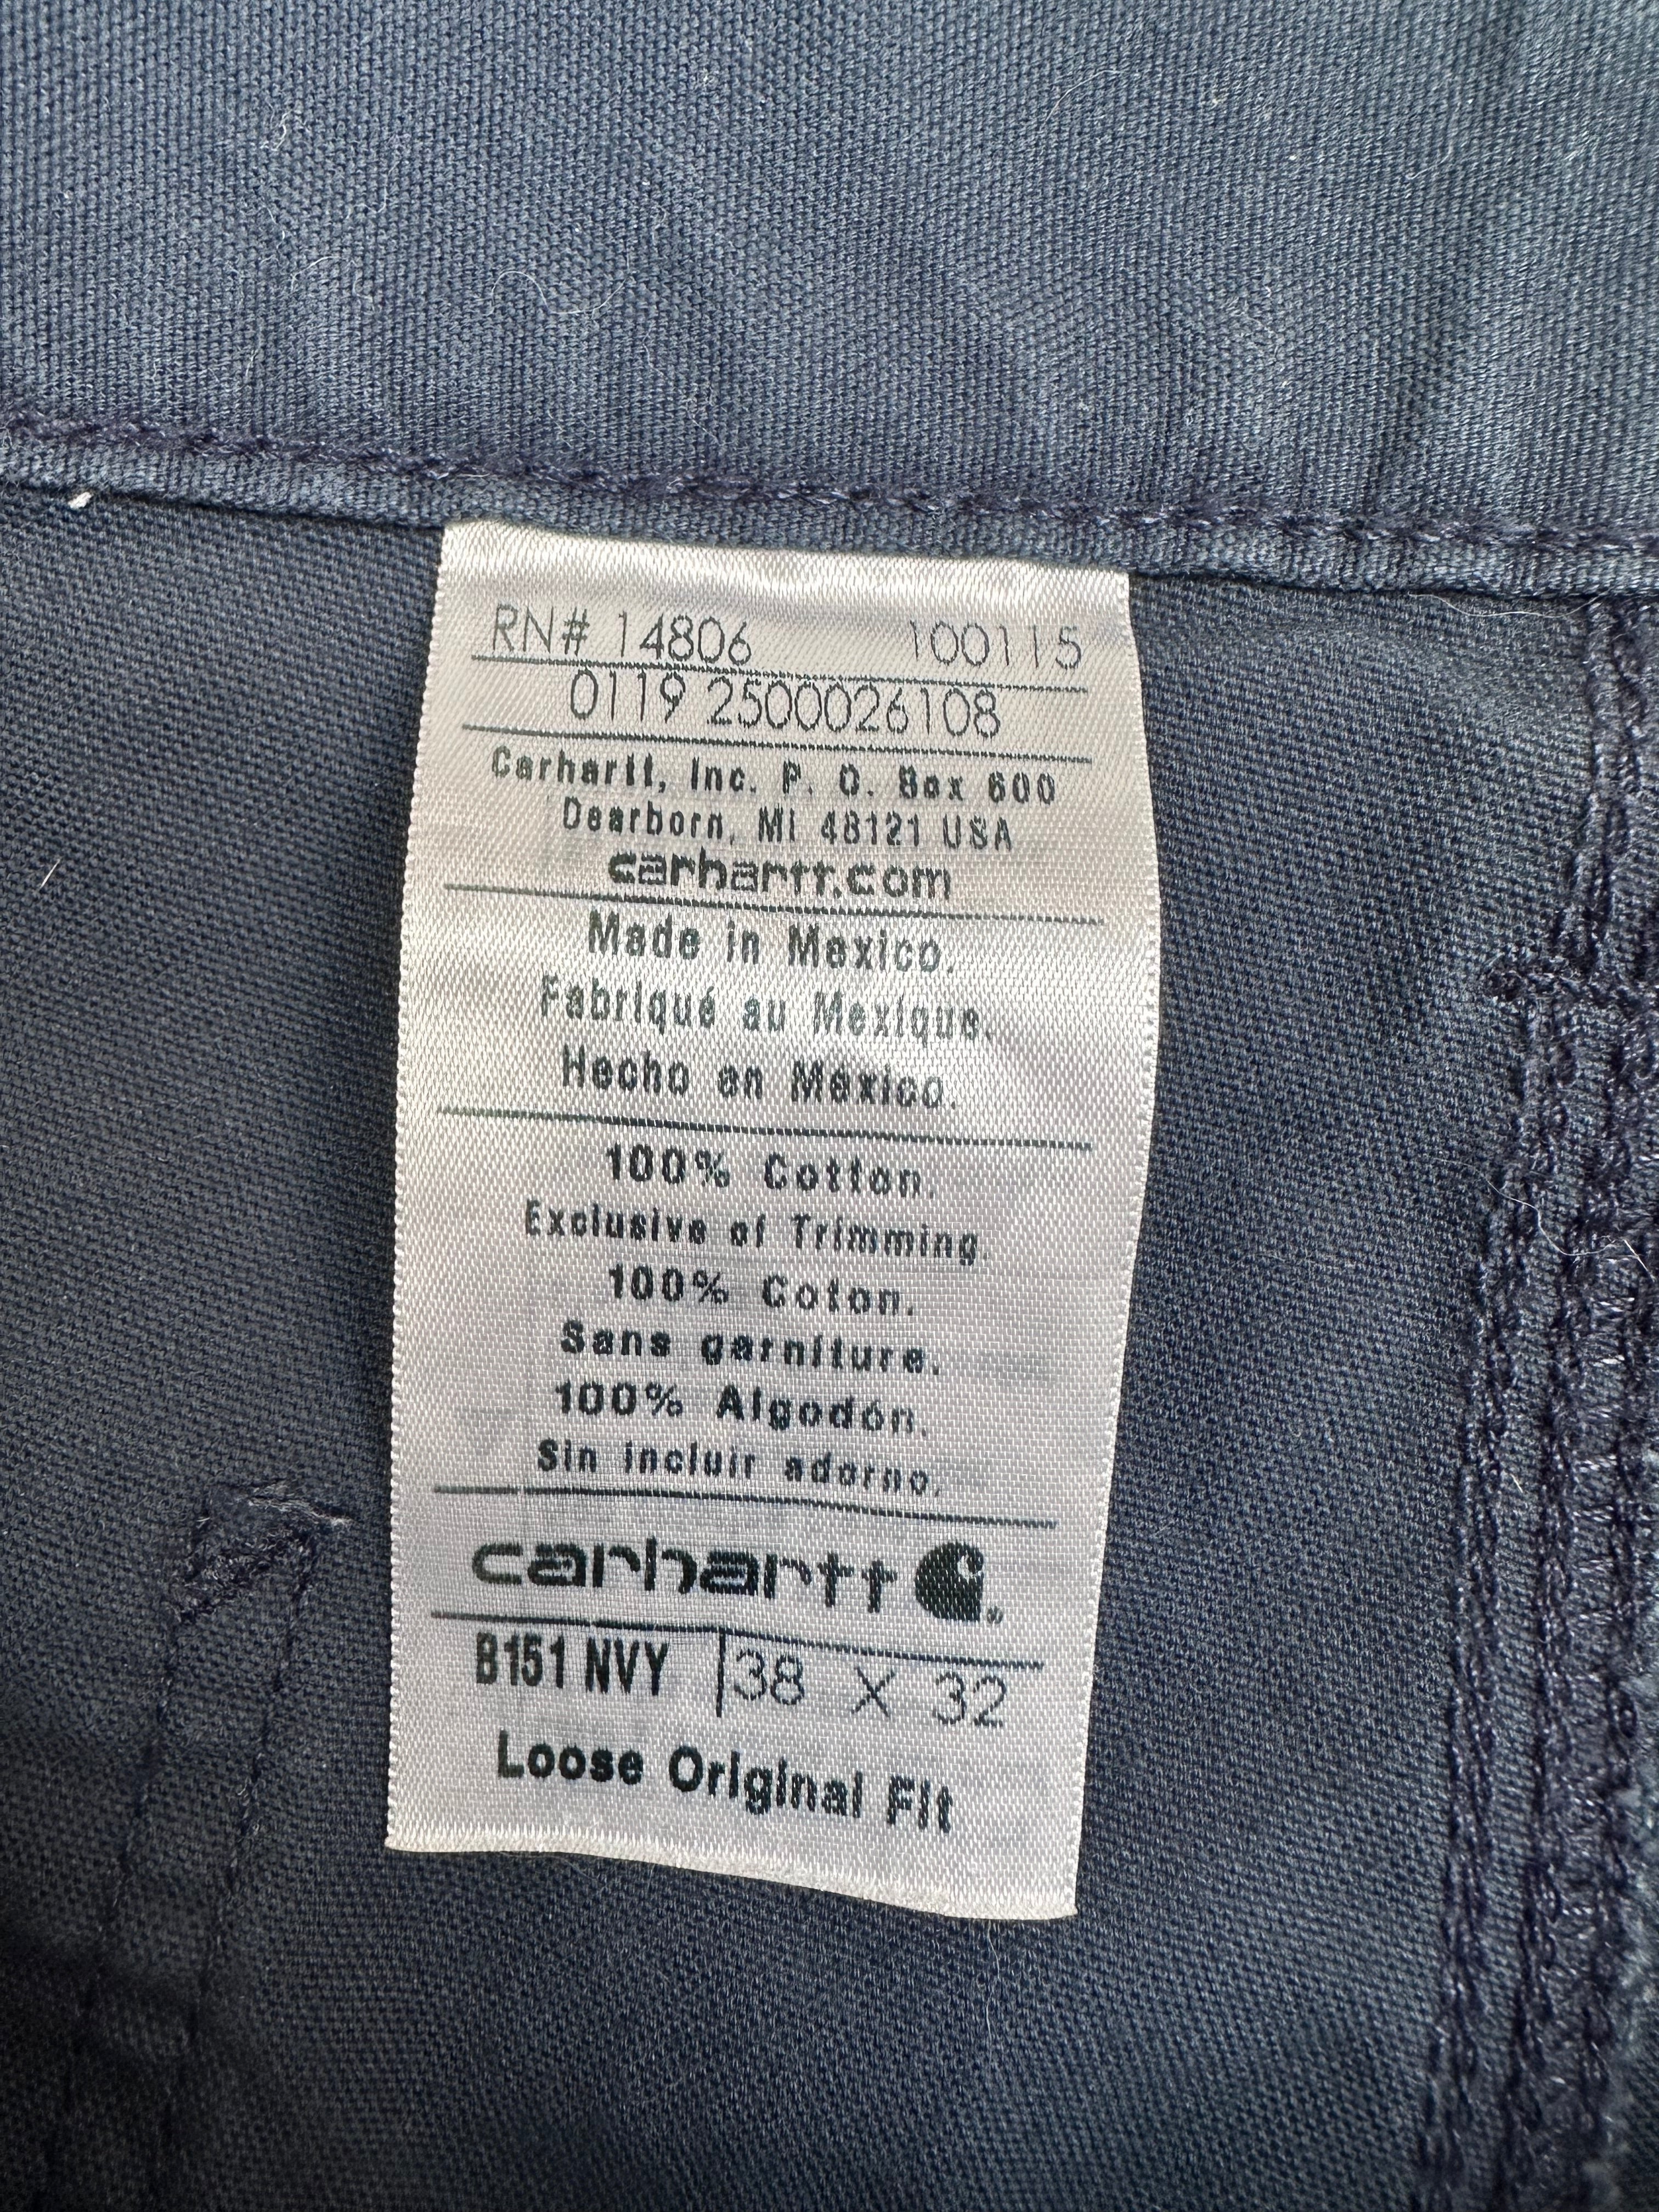 RN# 14806 100115
0119 2500026108
Carhartt, Inc. P. O. Box 600
Dearborn, MI 48121 USA
carhartt.com
Made in Mexico.
Fabriqué au Mexique.
Hecho en México.
100% Cotton.
Exclusive of Trimming.
100% Coton.
Sans garniture.
100% Algodón.
Sin incluir adorno.
carhartt
B151 NVY 38 X 32
Loose Original Fit